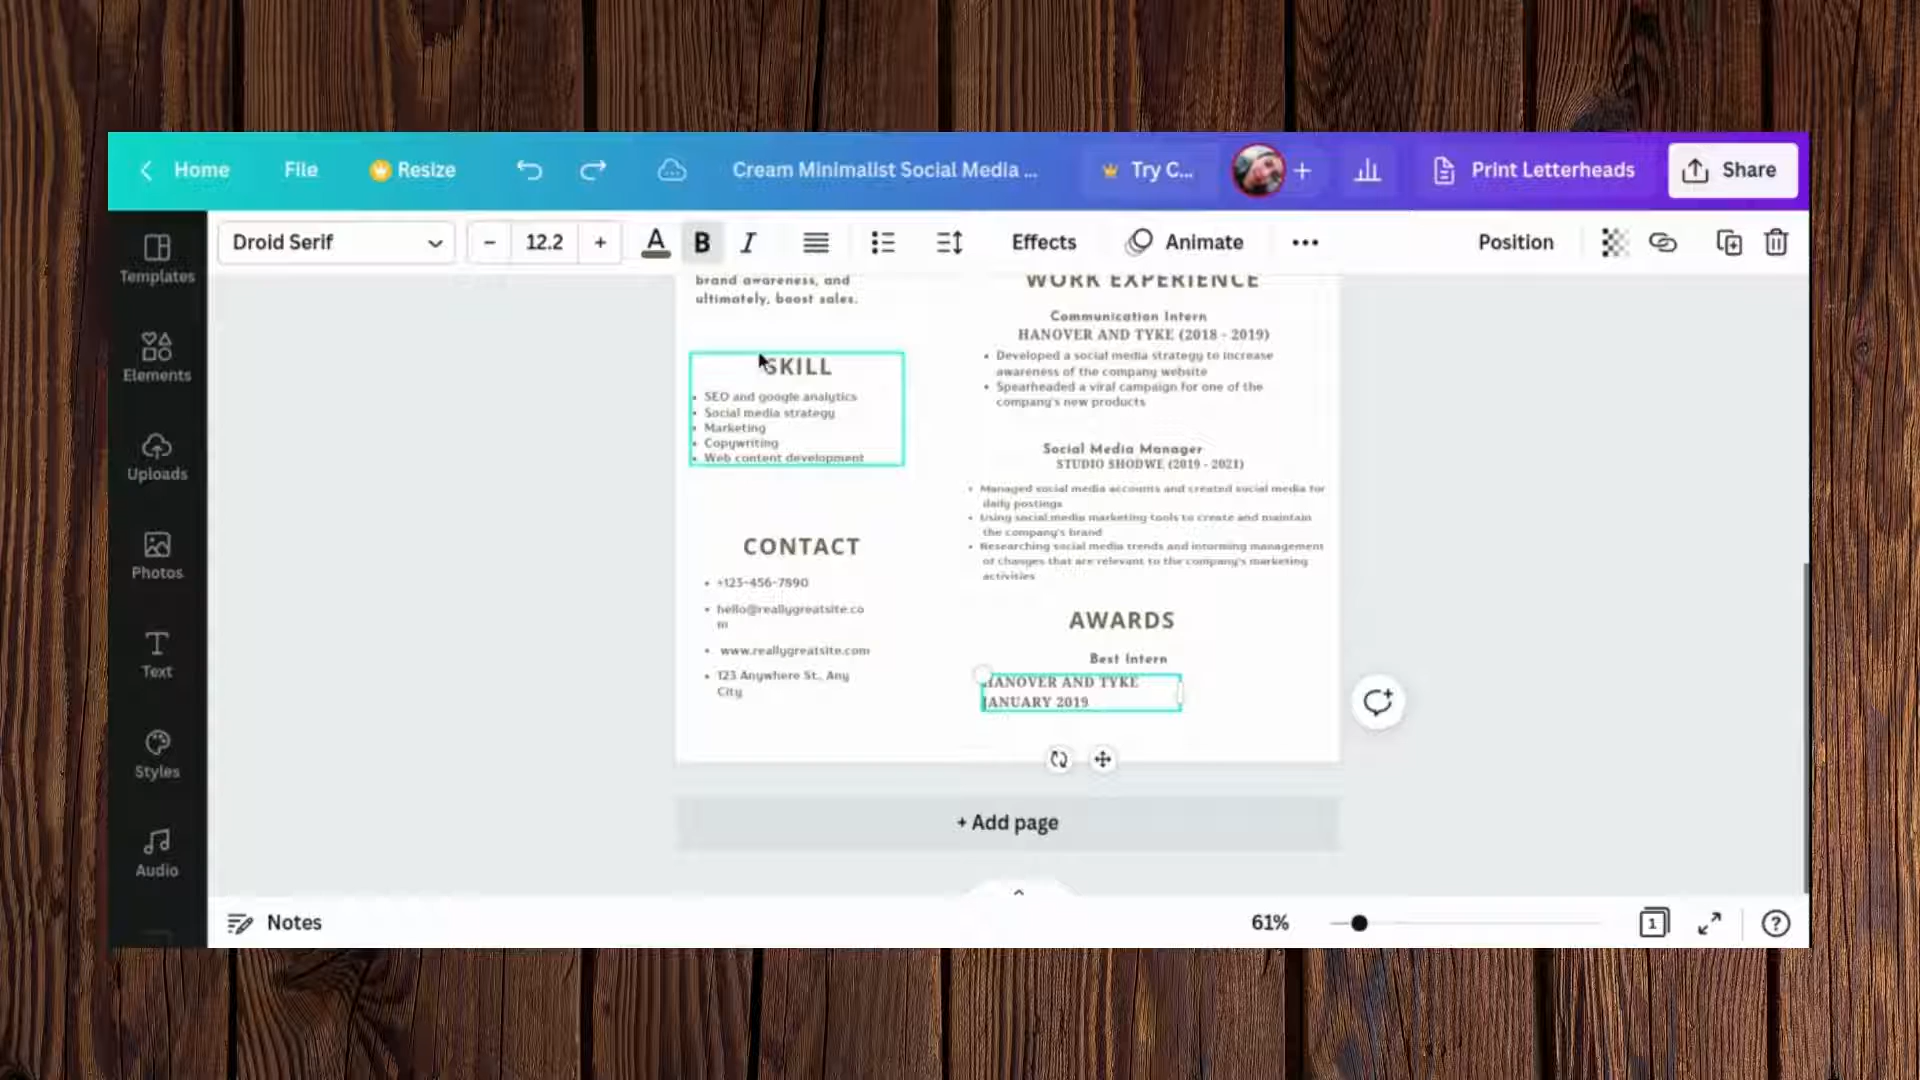 Home File Resize Cream Minimalist Social Media ... Try C... + Print Letterheads Share
Droid Serif − 12.2 + A B I Effects Animate ••• Position
Templates
Elements
Uploads
Photos
Text
Styles
Audio
brand awareness, and
ultimately, boost sales.
SKILL
• SEO and google analytics
• Social media strategy
• Marketing
• Copywriting
• Web content development
CONTACT
• +123-456-7890
• hello@reallygreatsite.co
m
• www.reallygreatsite.com
• 123 Anywhere St., Any
City
WORK EXPERIENCE
Communication Intern
HANOVER AND TYKE (2018 - 2019)
• Developed a social media strategy to increase
awareness of the company website
• Spearheaded a viral campaign for one of the
company's new products
Social Media Manager
STUDIO SHODWE (2019 - 2021)
• Managed social media accounts and created social media for
daily postings
• Using social media marketing tools to create and maintain
the company's brand
• Researching social media trends and informing management
of changes that are relevant to the company's marketing
activities
AWARDS
Best Intern
HANOVER AND TYKE
JANUARY 2019
+ Add page
Notes 61% 1 ?